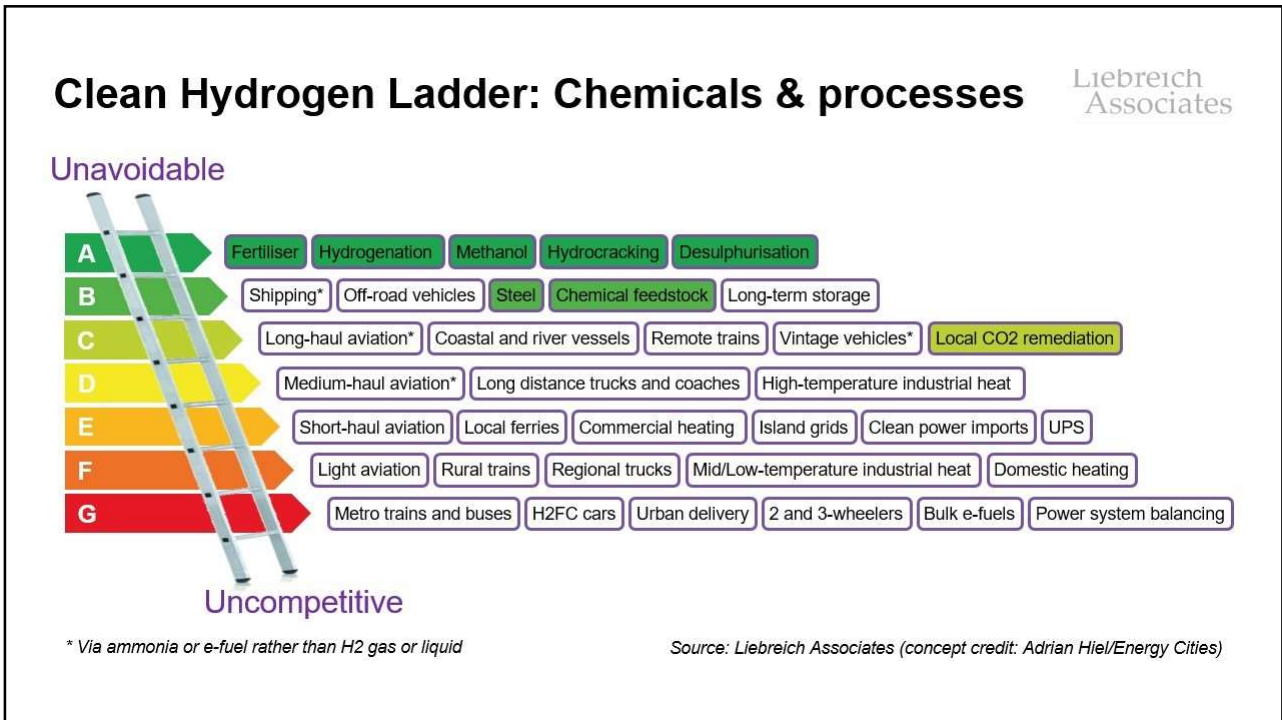 Clean Hydrogen Ladder: Chemicals & processes
Liebreich
Associates
Unavoidable
A Fertiliser Hydrogenation Methanol Hydrocracking Desulphurisation
B Shipping* Off-road vehicles Steel Chemical feedstock Long-term storage
C Long-haul aviation* Coastal and river vessels Remote trains Vintage vehicles* Local CO2 remediation
D Medium-haul aviation* Long distance trucks and coaches High-temperature industrial heat
E Short-haul aviation Local ferries Commercial heating Island grids Clean power imports UPS
F Light aviation Rural trains Regional trucks Mid/Low-temperature industrial heat Domestic heating
G Metro trains and buses H2FC cars Urban delivery 2 and 3-wheelers Bulk e-fuels Power system balancing
Uncompetitive
* Via ammonia or e-fuel rather than H2 gas or liquid
Source: Liebreich Associates (concept credit: Adrian Hiel/Energy Cities)